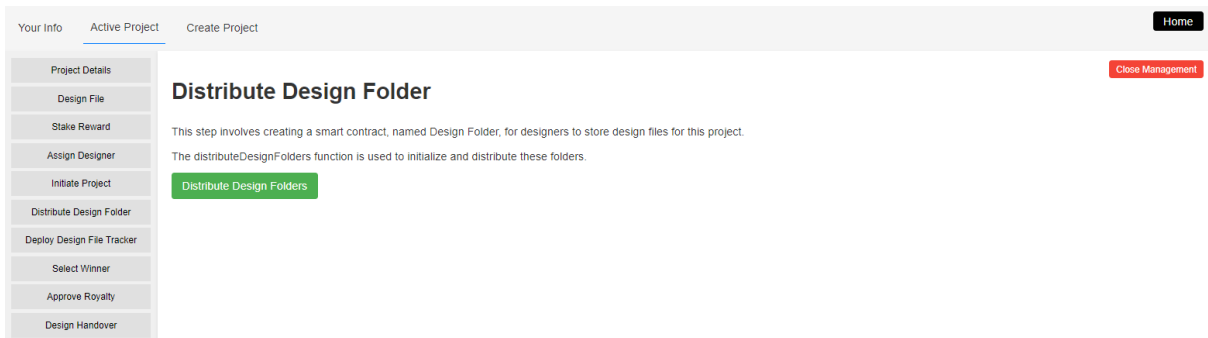 Your Info
Active Project
Create Project
Home
Project Details
Design File
Stake Reward
Assign Designer
Initiate Project
Distribute Design Folder
Deploy Design File Tracker
Select Winner
Approve Royalty
Design Handover
Close Management
Distribute Design Folder
This step involves creating a smart contract, named Design Folder, for designers to store design files for this project.
The distributeDesignFolders function is used to initialize and distribute these folders.
Distribute Design Folders